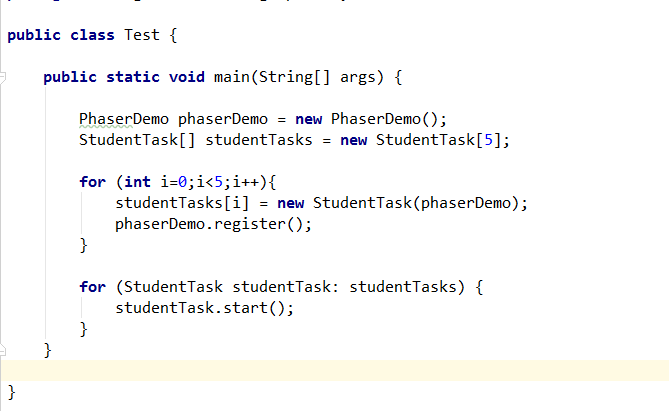 public class Test {
public static void main(String[] args) {
PhaserDemo phaserDemo = new PhaserDemo();
StudentTask[] studentTasks = new StudentTask[5];
for (int i=0;i<5;i++){
studentTasks[i] = new StudentTask(phaserDemo);
phaserDemo.register();
}
for (StudentTask studentTask: studentTasks) {
studentTask.start();
}
}
}